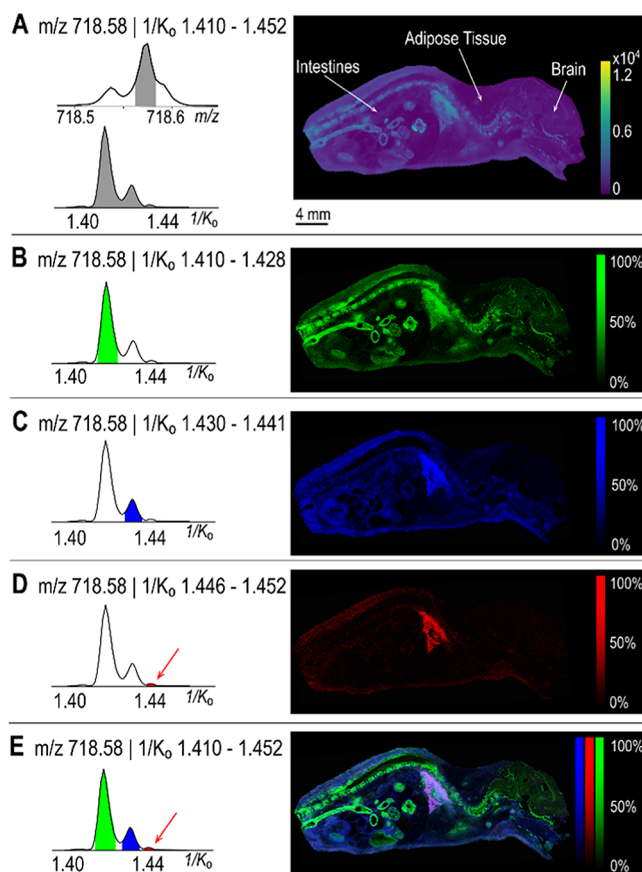 A m/z 718.58 | 1/K₀ 1.410 - 1.452
718.5 718.6 m/z
1.40 1.44 1/K₀
Intestines
Adipose Tissue
Brain
x10⁴
1.2
0.6
0
4 mm
B m/z 718.58 | 1/K₀ 1.410 - 1.428
1.40 1.44 1/K₀
100%
50%
0%
C m/z 718.58 | 1/K₀ 1.430 - 1.441
1.40 1.44 1/K₀
100%
50%
0%
D m/z 718.58 | 1/K₀ 1.446 - 1.452
1.40 1.44 1/K₀
100%
50%
0%
E m/z 718.58 | 1/K₀ 1.410 - 1.452
1.40 1.44 1/K₀
100%
50%
0%